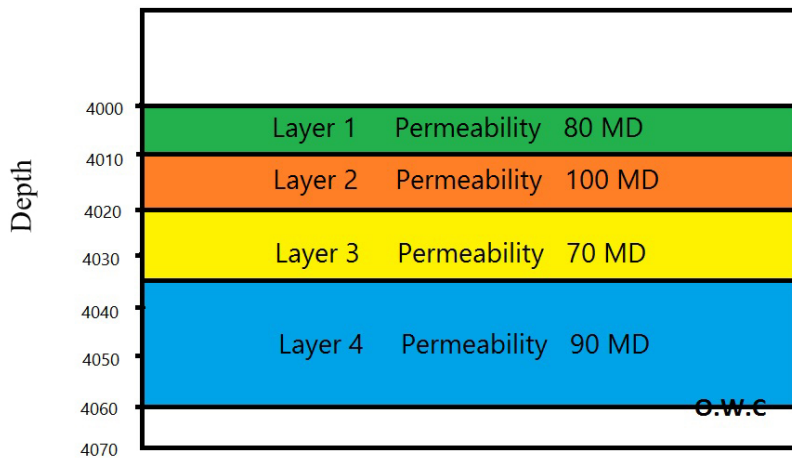 Depth
4000
Layer 1 Permeability 80 MD
4010
Layer 2 Permeability 100 MD
4020
4030
Layer 3 Permeability 70 MD
4040
Layer 4 Permeability 90 MD
4050
4060
O.W.C
4070